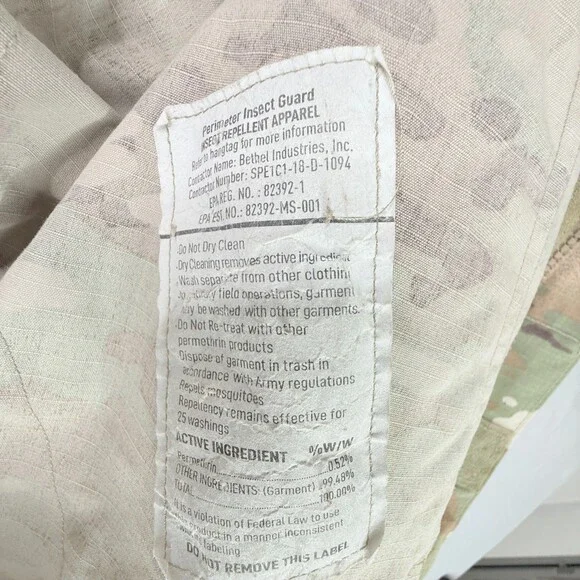 Perimeter Insect Guard
INSECT REPELLENT APPAREL
Refer to hangtag for more information
Contractor Name: Bethel Industries, Inc.
Contractor Number: SPE1C1-18-D-1094
EPA REG. NO.: 82392-1
EPA EST. NO.: 82392-MS-001
Do Not Dry Clean
Dry Cleaning removes active ingredient
Wash separate from other clothing
military field operations, garment
may be washed with other garments.
Do Not Re-treat with other
permethrin products
Dispose of garment in trash in
accordance with Army regulations
Repels mosquitoes
Repellency remains effective for
25 washings
ACTIVE INGREDIENT %W/W
Permethrin..........0.52%
OTHER INGREDIENTS: (Garment)..99.48%
TOTAL..........100.00%
It is a violation of Federal Law to use
product in a manner inconsistent
labeling
DO NOT REMOVE THIS LABEL